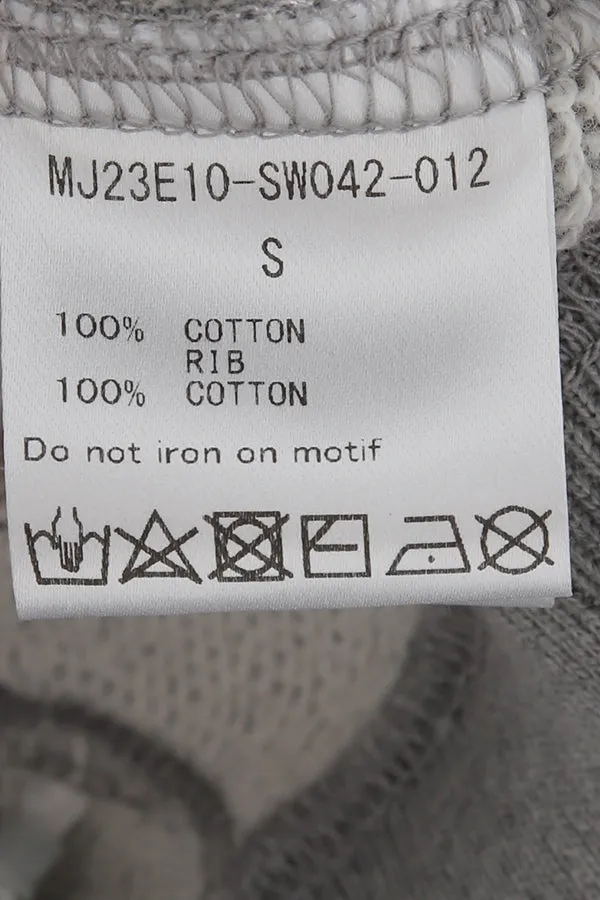 MJ23E10-SW042-012
S
100% COTTON
RIB
100% COTTON
Do not iron on motif